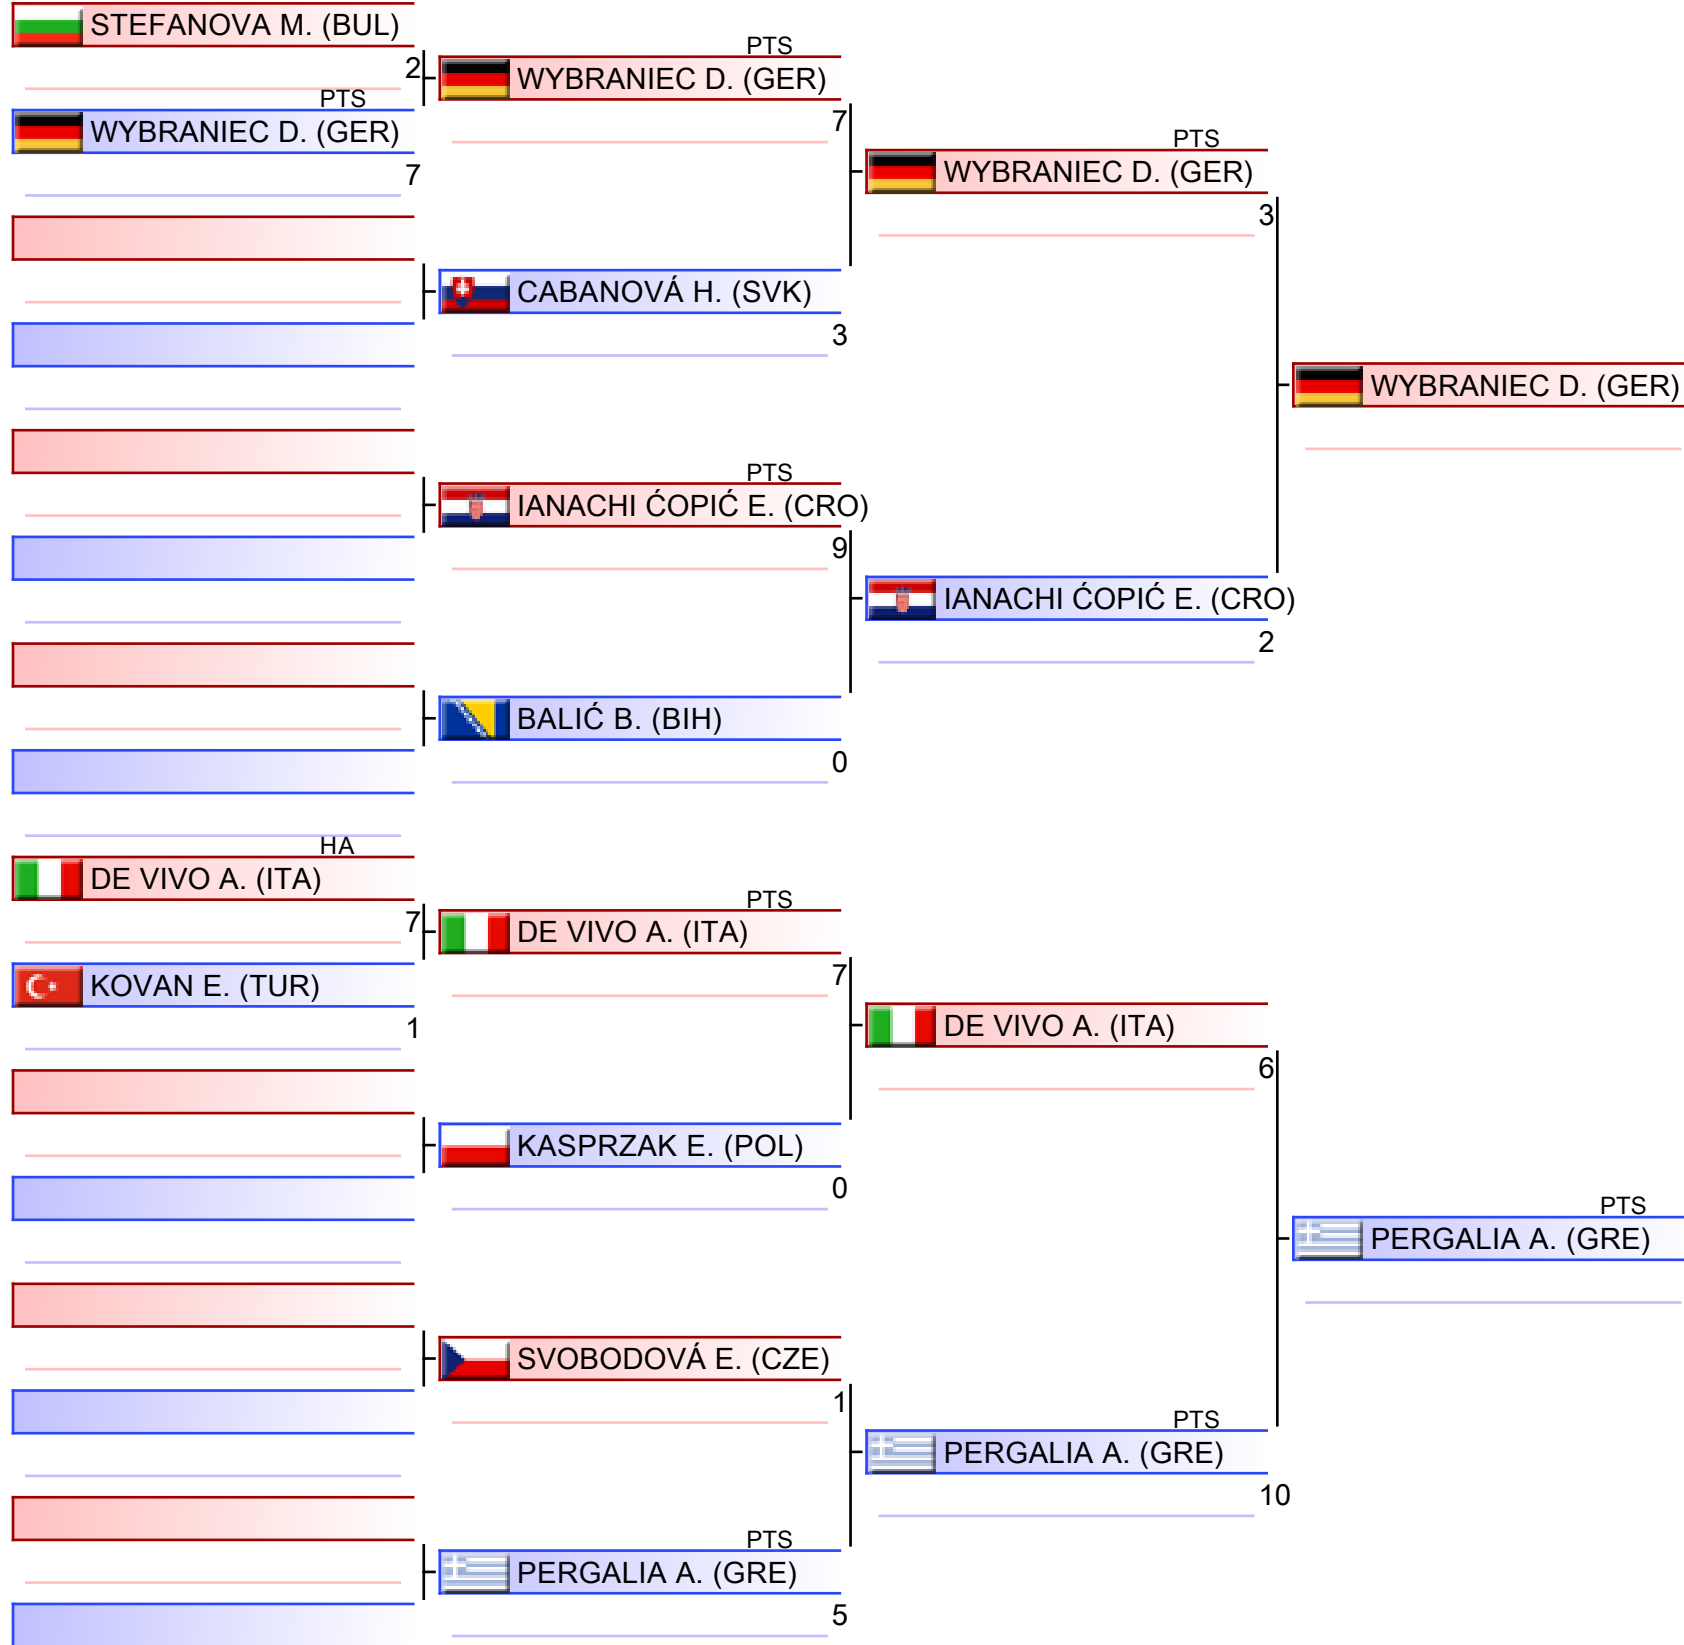 STEFANOVA M. (BUL)
2
PTS
WYBRANIEC D. (GER)
7
HA
DE VIVO A. (ITA)
7
KOVAN E. (TUR)
1
PTS
WYBRANIEC D. (GER)
7
CABANOVÁ H. (SVK)
3
PTS
IANACHI ĆOPIĆ E. (CRO)
9
BALIĆ B. (BIH)
0
PTS
DE VIVO A. (ITA)
7
KASPRZAK E. (POL)
0
SVOBODOVÁ E. (CZE)
1
PTS
PERGALIA A. (GRE)
5
PTS
WYBRANIEC D. (GER)
3
IANACHI ĆOPIĆ E. (CRO)
2
DE VIVO A. (ITA)
6
PTS
PERGALIA A. (GRE)
10
WYBRANIEC D. (GER)
PTS
PERGALIA A. (GRE)